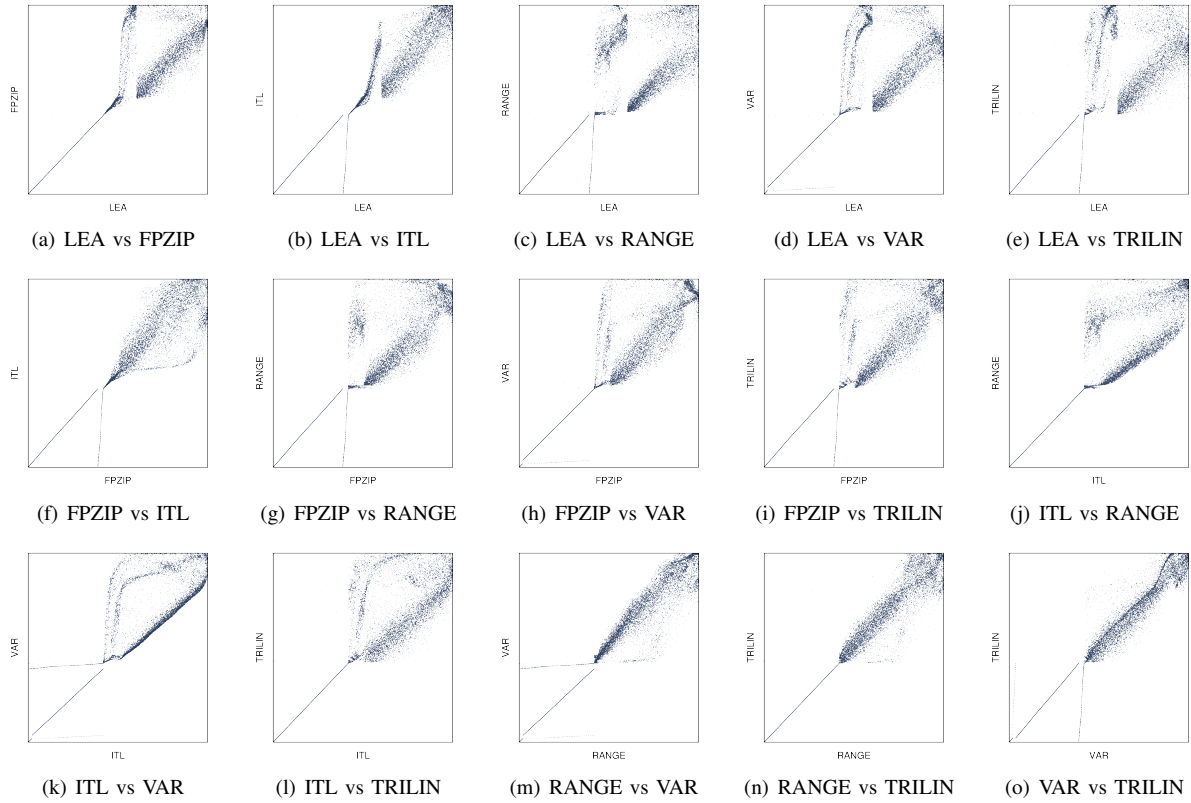 FPZIP
LEA
(a) LEA vs FPZIP
ITL
LEA
(b) LEA vs ITL
RANGE
LEA
(c) LEA vs RANGE
VAR
LEA
(d) LEA vs VAR
TRILIN
LEA
(e) LEA vs TRILIN
ITL
FPZIP
(f) FPZIP vs ITL
RANGE
FPZIP
(g) FPZIP vs RANGE
VAR
FPZIP
(h) FPZIP vs VAR
TRILIN
FPZIP
(i) FPZIP vs TRILIN
RANGE
ITL
(j) ITL vs RANGE
VAR
ITL
(k) ITL vs VAR
TRILIN
ITL
(l) ITL vs TRILIN
VAR
RANGE
(m) RANGE vs VAR
TRILIN
RANGE
(n) RANGE vs TRILIN
TRILIN
VAR
(o) VAR vs TRILIN